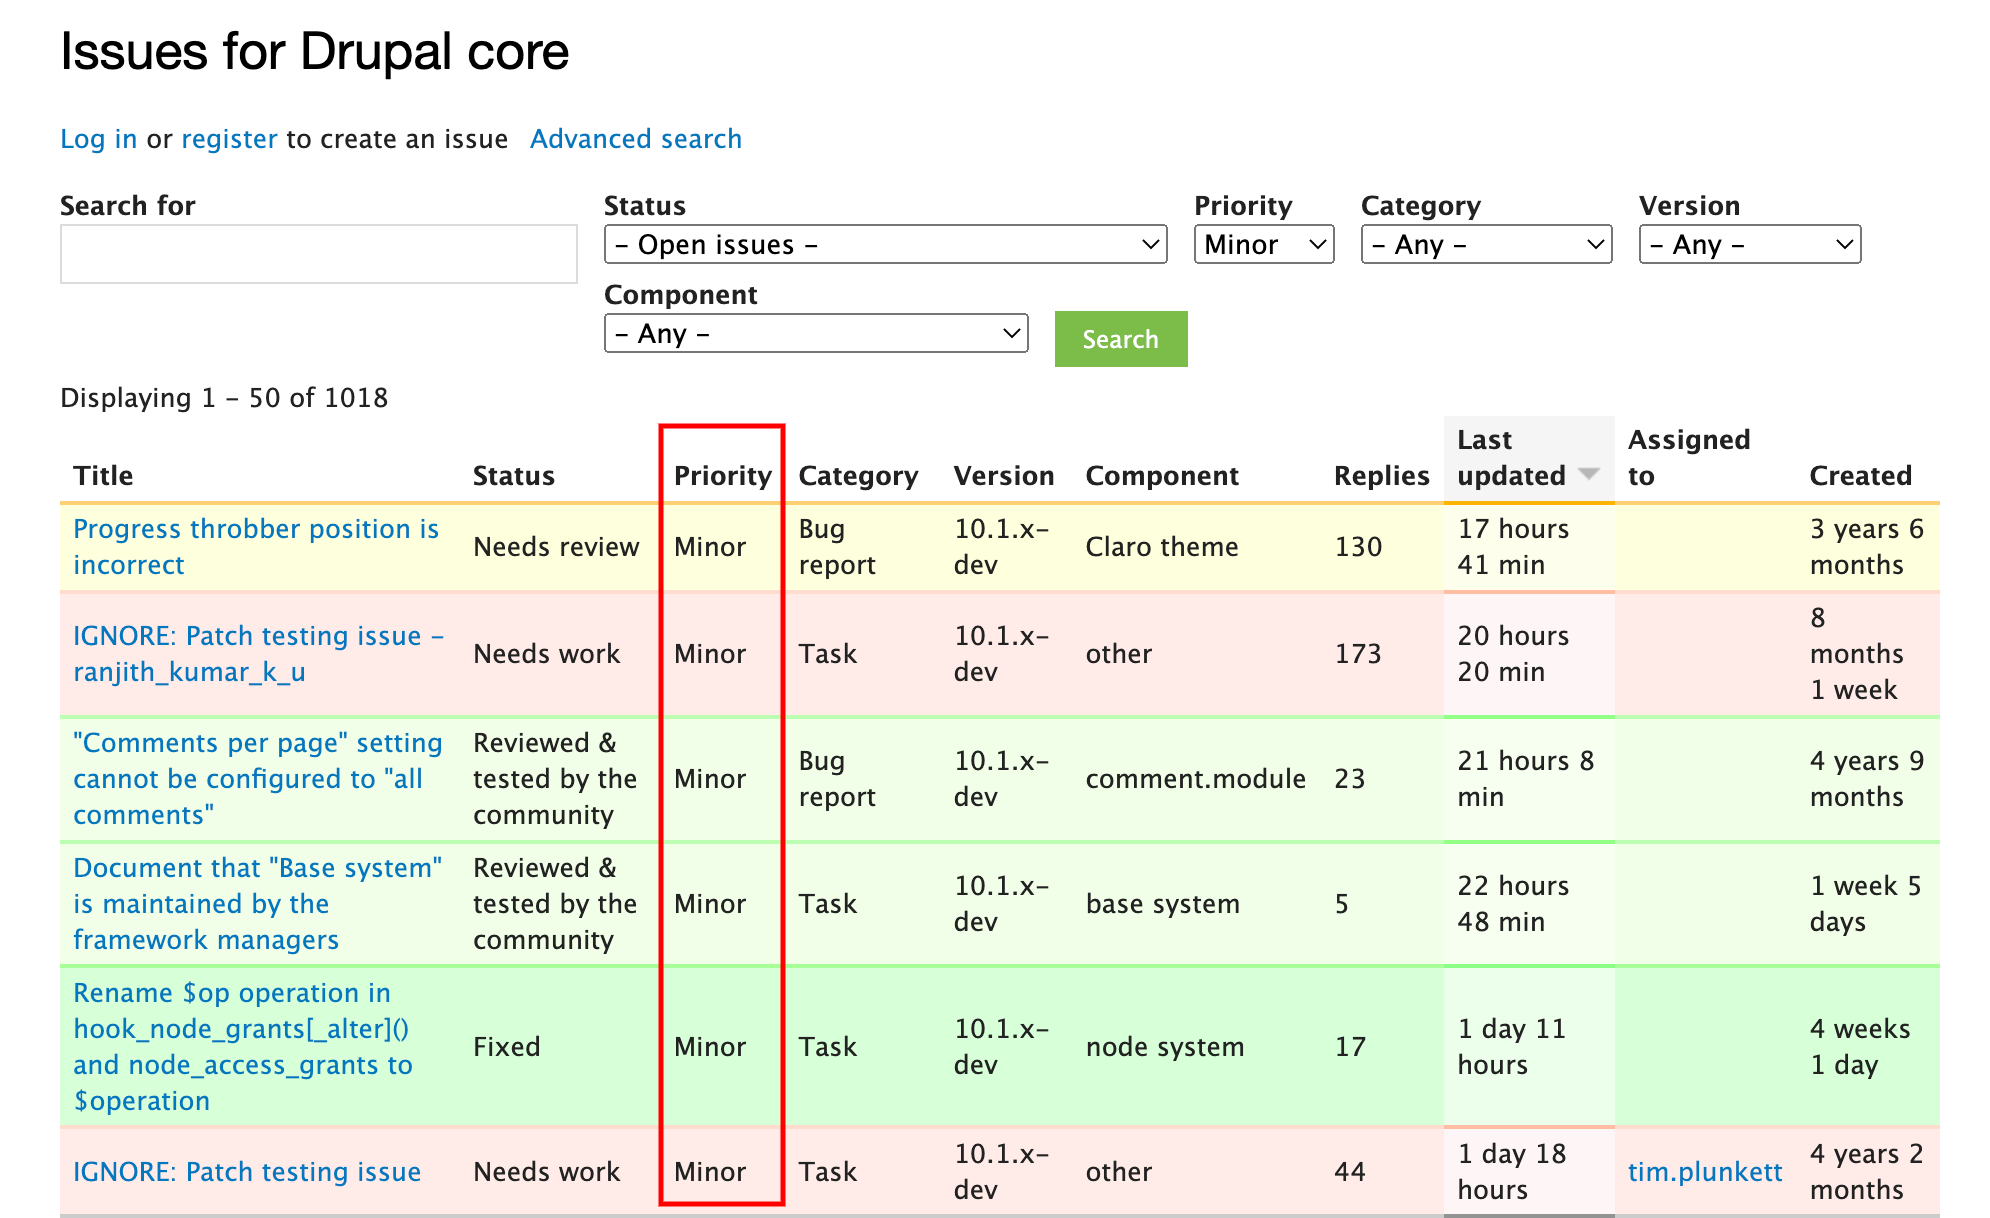 Issues for Drupal core
Log in or register to create an issue Advanced search
Search for
Status
– Open issues –
Priority
Minor
Category
– Any –
Version
– Any –
Component
– Any –
Search
Displaying 1 – 50 of 1018
Title Status Priority Category Version Component Replies Last updated Assigned to Created
Progress throbber position is
incorrect
Needs review
Minor
Bug
report
10.1.x-
dev
Claro theme
130
17 hours
41 min
3 years 6
months
IGNORE: Patch testing issue -
ranjith_kumar_k_u
Needs work
Minor
Task
10.1.x-
dev
other
173
20 hours
20 min
8
months
1 week
"Comments per page" setting
cannot be configured to "all
comments"
Reviewed &
tested by the
community
Minor
Bug
report
10.1.x-
dev
comment.module
23
21 hours 8
min
4 years 9
months
Document that "Base system"
is maintained by the
framework managers
Reviewed &
tested by the
community
Minor
Task
10.1.x-
dev
base system
5
22 hours
48 min
1 week 5
days
Rename $op operation in
hook_node_grants[_alter]()
and node_access_grants to
$operation
Fixed
Minor
Task
10.1.x-
dev
node system
17
1 day 11
hours
4 weeks
1 day
IGNORE: Patch testing issue
Needs work
Minor
Task
10.1.x-
dev
other
44
1 day 18
hours
tim.plunkett
4 years 2
months